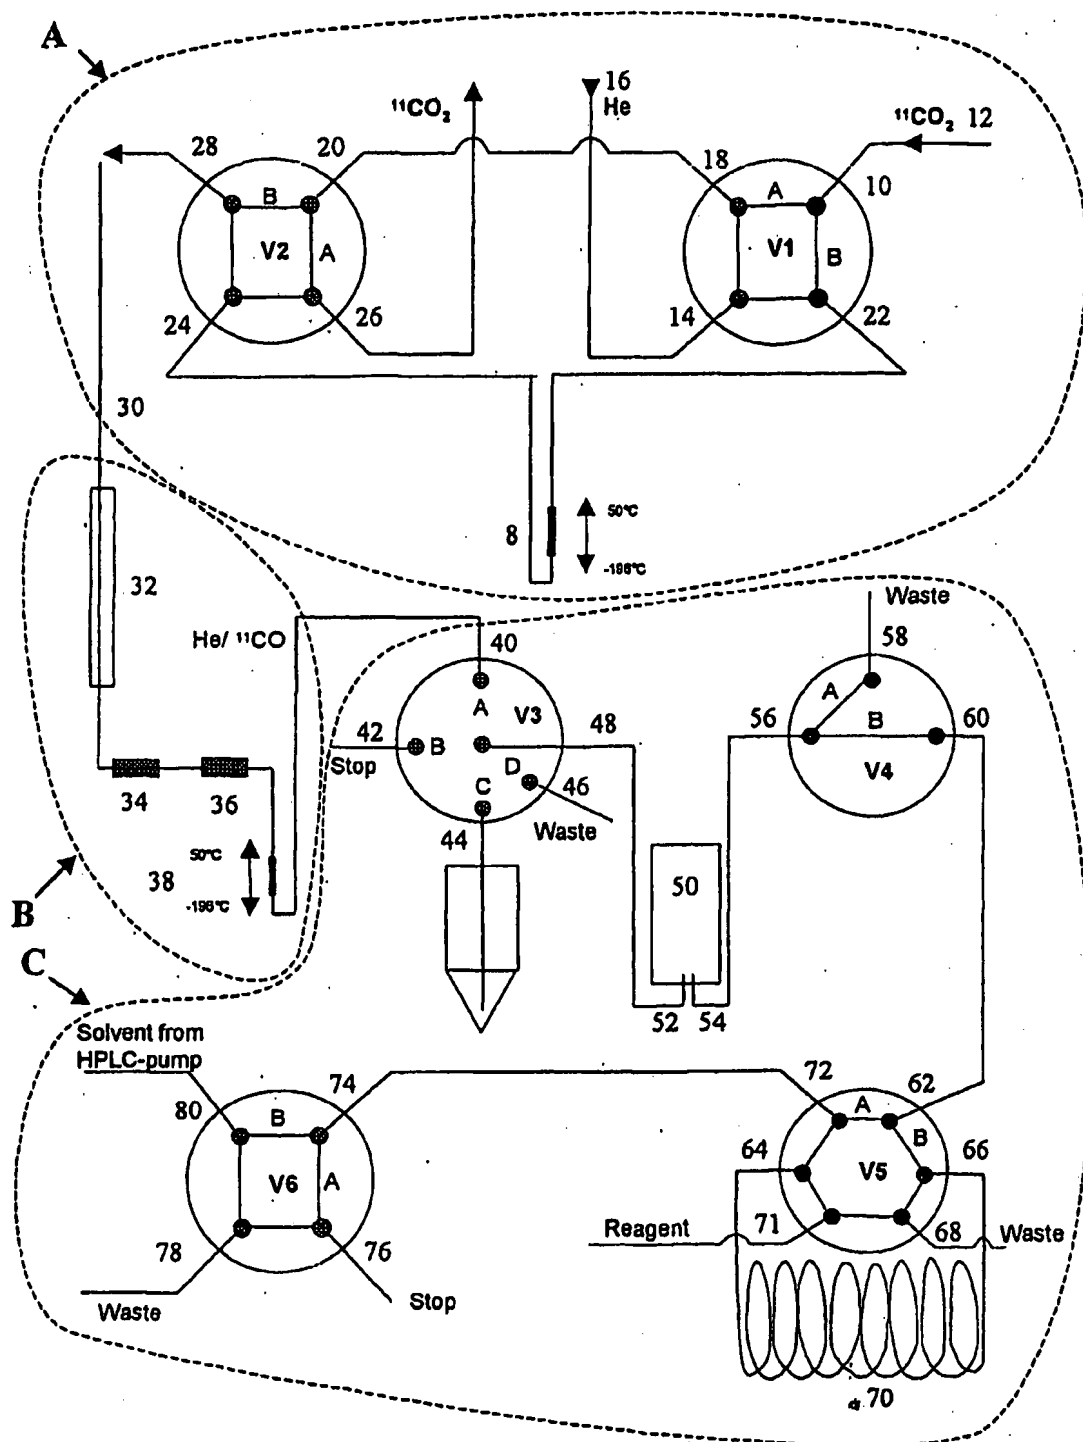 A
16
He
¹¹CO₂
¹¹CO₂ 12
28
20
18
10
B
V2
A
A
V1
B
24
26
14
22
30
8
50°C
-196°C
32
Waste
58
He/ ¹¹CO
40
A
V3
42
B
48
Stop
D
C
46
44
Waste
56
A
B
60
V4
34
36
50°C
38
-196°C
50
B
C
52
54
Solvent from
HPLC-pump
74
72
62
80
B
A
B
V6
A
64
V5
66
78
76
Reagent
71
68
Waste
Waste
Stop
70